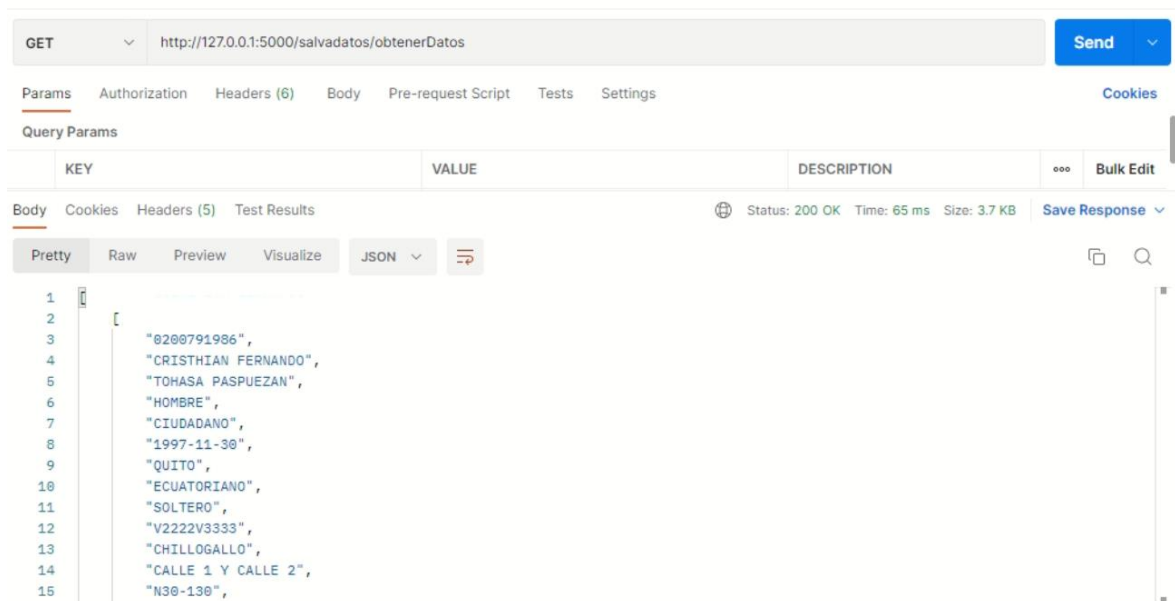 GET http://127.0.0.1:5000/salvadatos/obtenerDatos Send
Params Authorization Headers (6) Body Pre-request Script Tests Settings Cookies
Query Params
KEY VALUE DESCRIPTION ooo Bulk Edit
Body Cookies Headers (5) Test Results Status: 200 OK Time: 65 ms Size: 3.7 KB Save Response
Pretty Raw Preview Visualize JSON
1 [
2 [
3 "0200791986",
4 "CRISTHIAN FERNANDO",
5 "TOHASA PASPUEZAN",
6 "HOMBRE",
7 "CIUDADANO",
8 "1997-11-30",
9 "QUITO",
10 "ECUATORIANO",
11 "SOLTERO",
12 "V2222V3333",
13 "CHILLOGALLO",
14 "CALLE 1 Y CALLE 2",
15 "N30-130",